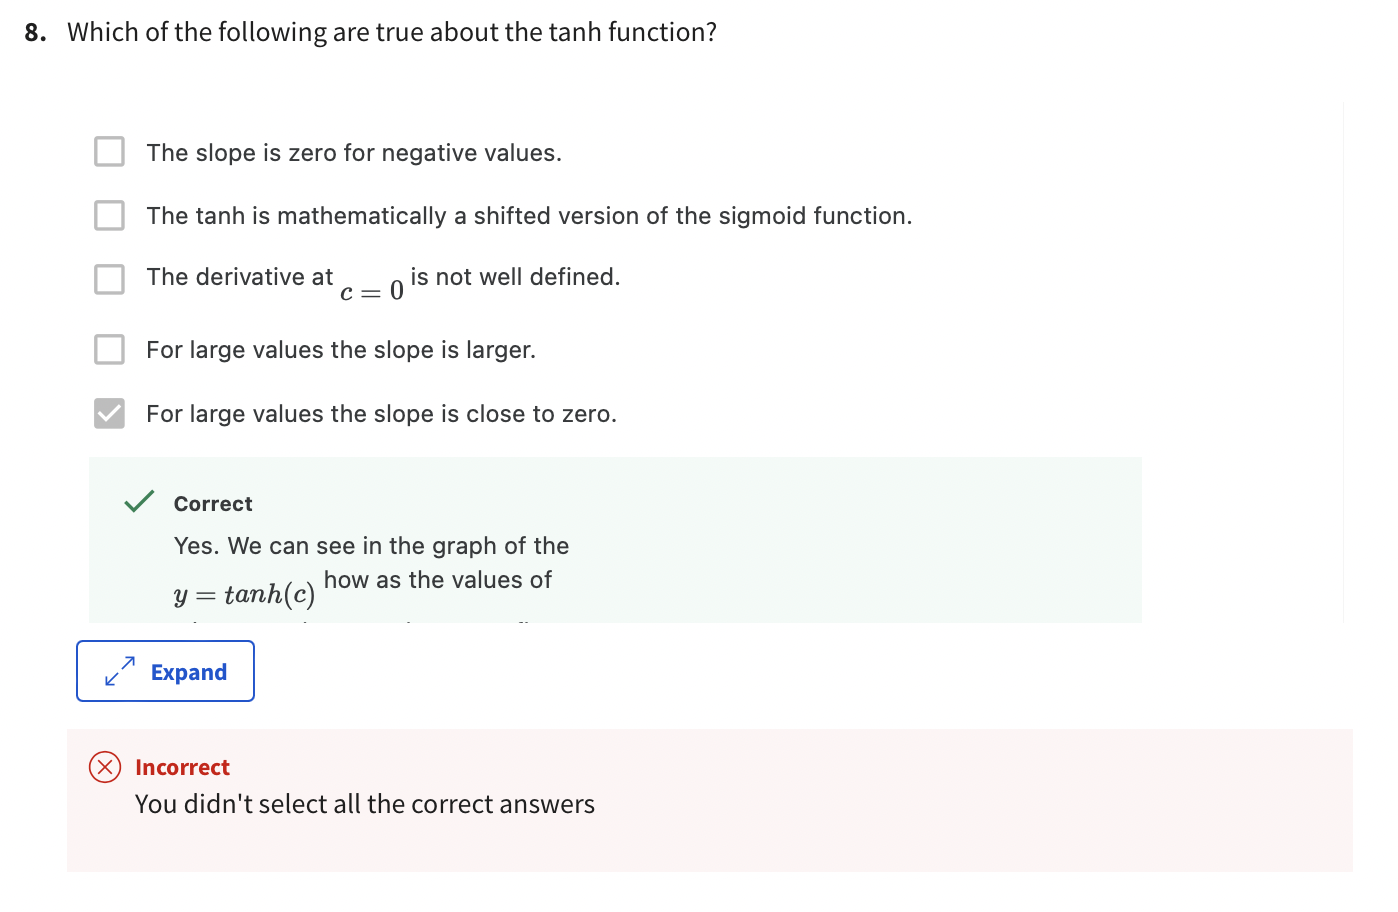 8. Which of the following are true about the tanh function?
The slope is zero for negative values.
The tanh is mathematically a shifted version of the sigmoid function.
The derivative at c = 0 is not well defined.
For large values the slope is larger.
For large values the slope is close to zero.
Correct
Yes. We can see in the graph of the
y = tanh(c) how as the values of
Expand
Incorrect
You didn't select all the correct answers